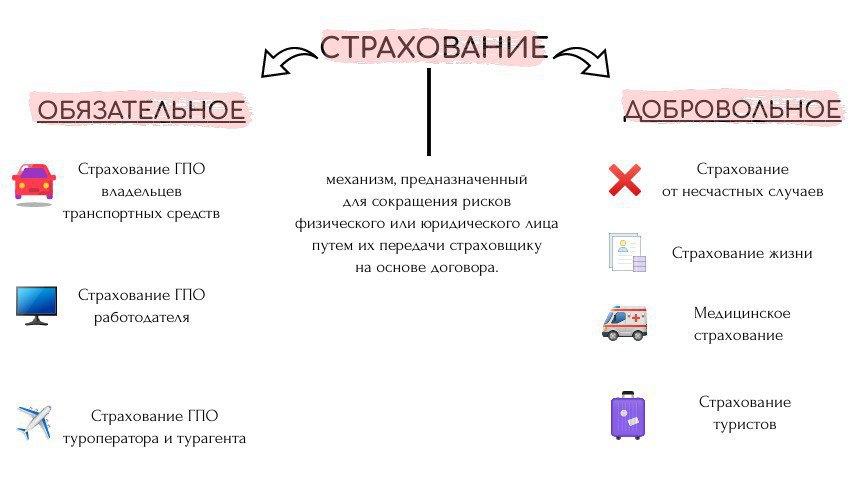 СТРАХОВАНИЕ
ОБЯЗАТЕЛЬНОЕ
Страхование ГПО
владельцев
транспортных средств
Страхование ГПО
работодателя
Страхование ГПО
туроператора и турагента
механизм, предназначенный
для сокращения рисков
физического или юридического лица
путем их передачи страховщику
на основе договора.
ДОБРОВОЛЬНОЕ
Страхование
от несчастных случаев
Страхование жизни
Медицинское
страхование
Страхование
туристов